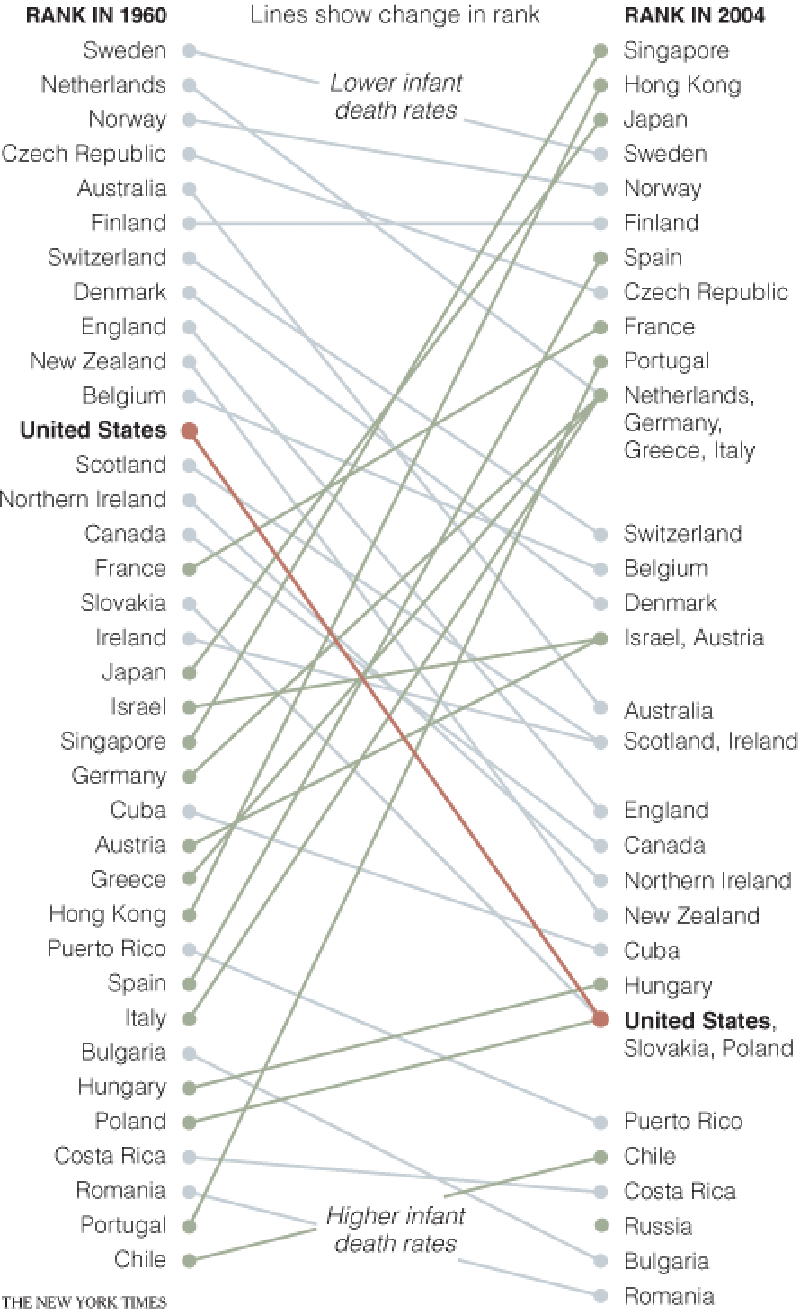 RANK IN 1960
Lines show change in rank
RANK IN 2004
Sweden
Netherlands
Norway
Czech Republic
Australia
Finland
Switzerland
Denmark
England
New Zealand
Belgium
United States
Scotland
Northern Ireland
Canada
France
Slovakia
Ireland
Japan
Israel
Singapore
Germany
Cuba
Austria
Greece
Hong Kong
Puerto Rico
Spain
Italy
Bulgaria
Hungary
Poland
Costa Rica
Romania
Portugal
Chile
Lower infant
death rates
Higher infant
death rates
Singapore
Hong Kong
Japan
Sweden
Norway
Finland
Spain
Czech Republic
France
Portugal
Netherlands,
Germany,
Greece, Italy
Switzerland
Belgium
Denmark
Israel, Austria
Australia
Scotland, Ireland
England
Canada
Northern Ireland
New Zealand
Cuba
Hungary
United States,
Slovakia, Poland
Puerto Rico
Chile
Costa Rica
Russia
Bulgaria
Romania
THE NEW YORK TIMES